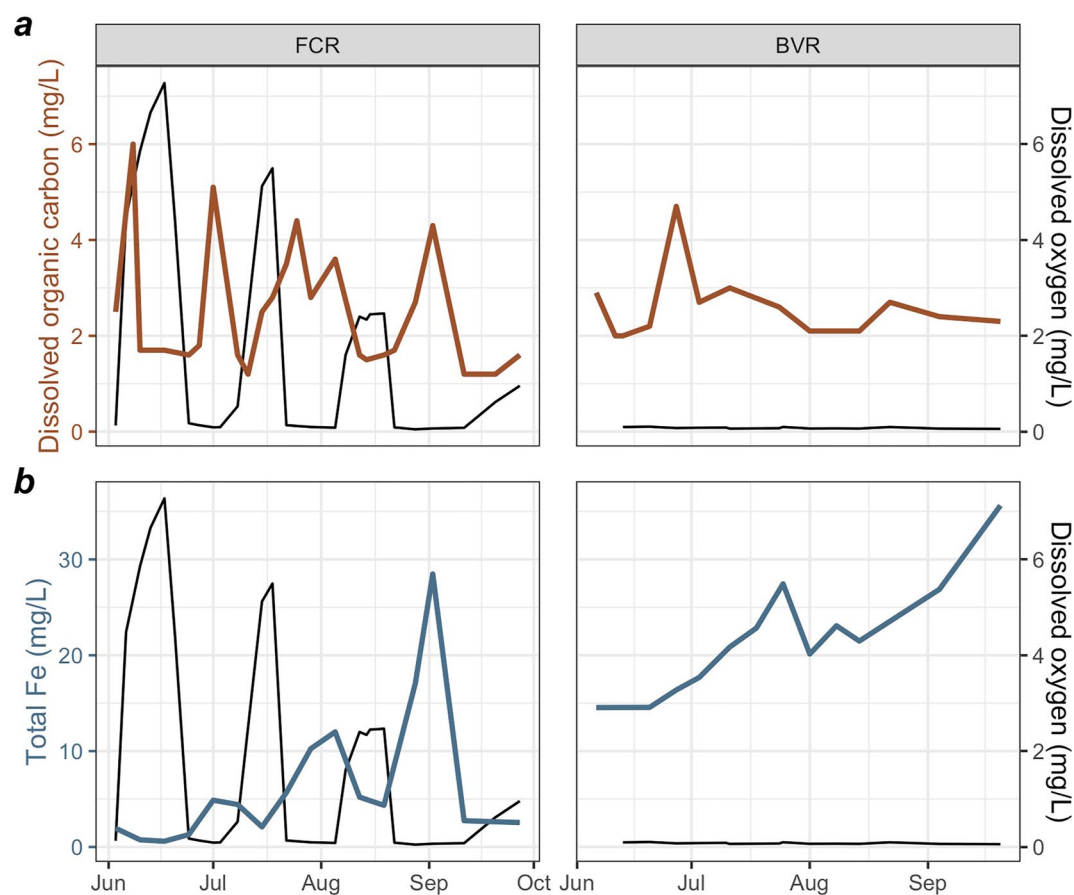 a
FCR
BVR
Dissolved organic carbon (mg/L)
6
4
2
0
6
4
2
0
Dissolved oxygen (mg/L)
b
Total Fe (mg/L)
30
20
10
0
6
4
2
0
Dissolved oxygen (mg/L)
Jun Jul Aug Sep Oct
Jun Jul Aug Sep